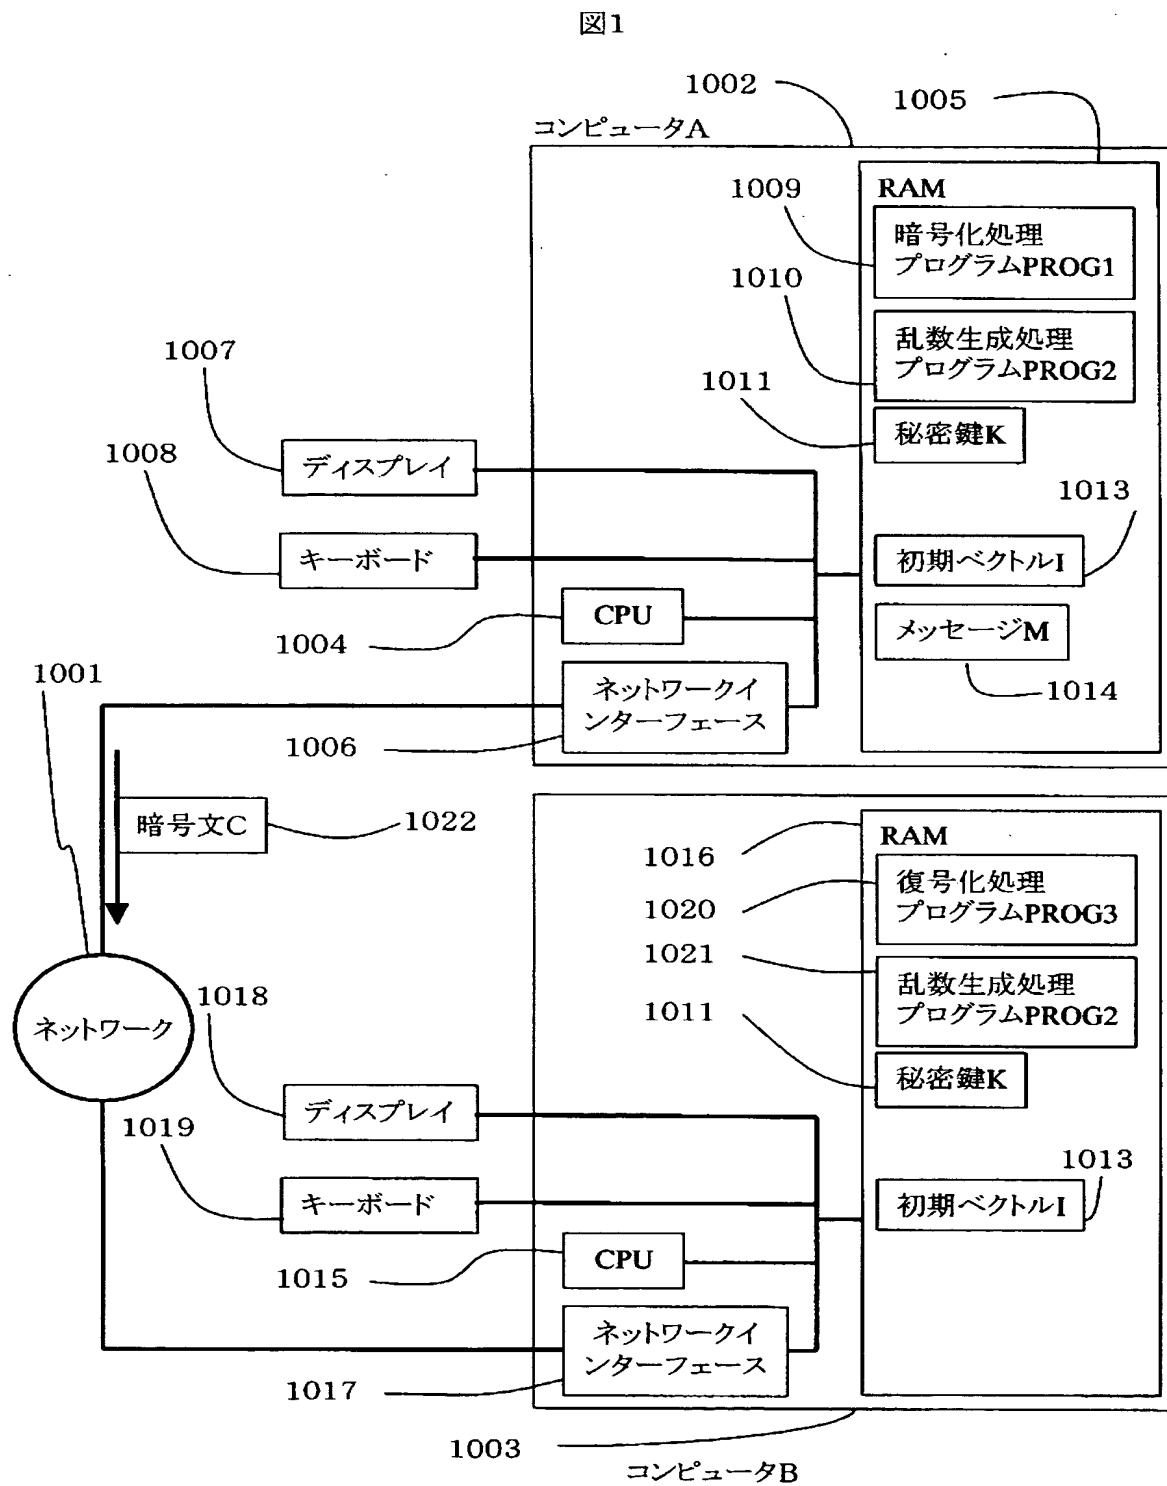 図1
1002
1005
コンピュータA
RAM
1009
暗号化処理
プログラムPROG1
1010
乱数生成処理
プログラムPROG2
1007
1011
秘密鍵K
1008
ディスプレイ
1013
キーボード
初期ベクトルI
CPU
メッセージM
1004
1001
ネットワークイ
ンターフェース
1014
1006
暗号文C
1022
RAM
1016
復号化処理
プログラムPROG3
1020
1021
乱数生成処理
プログラムPROG2
1018
1011
ネットワーク
秘密鍵K
ディスプレイ
1019
1013
キーボード
初期ベクトルI
CPU
1015
ネットワークイ
ンターフェース
1017
1003
コンピュータB